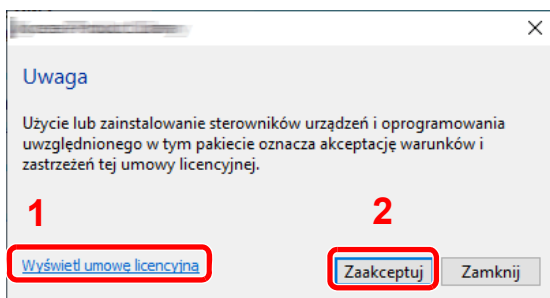 Uwaga
Użycie lub zainstalowanie sterowników urządzeń i oprogramowania
uwzględnionego w tym pakiecie oznacza akceptację warunków i
zastrzeżeń tej umowy licencyjnej.
1
2
Wyświetl umowę licencyjną
Zaakceptuj
Zamknij